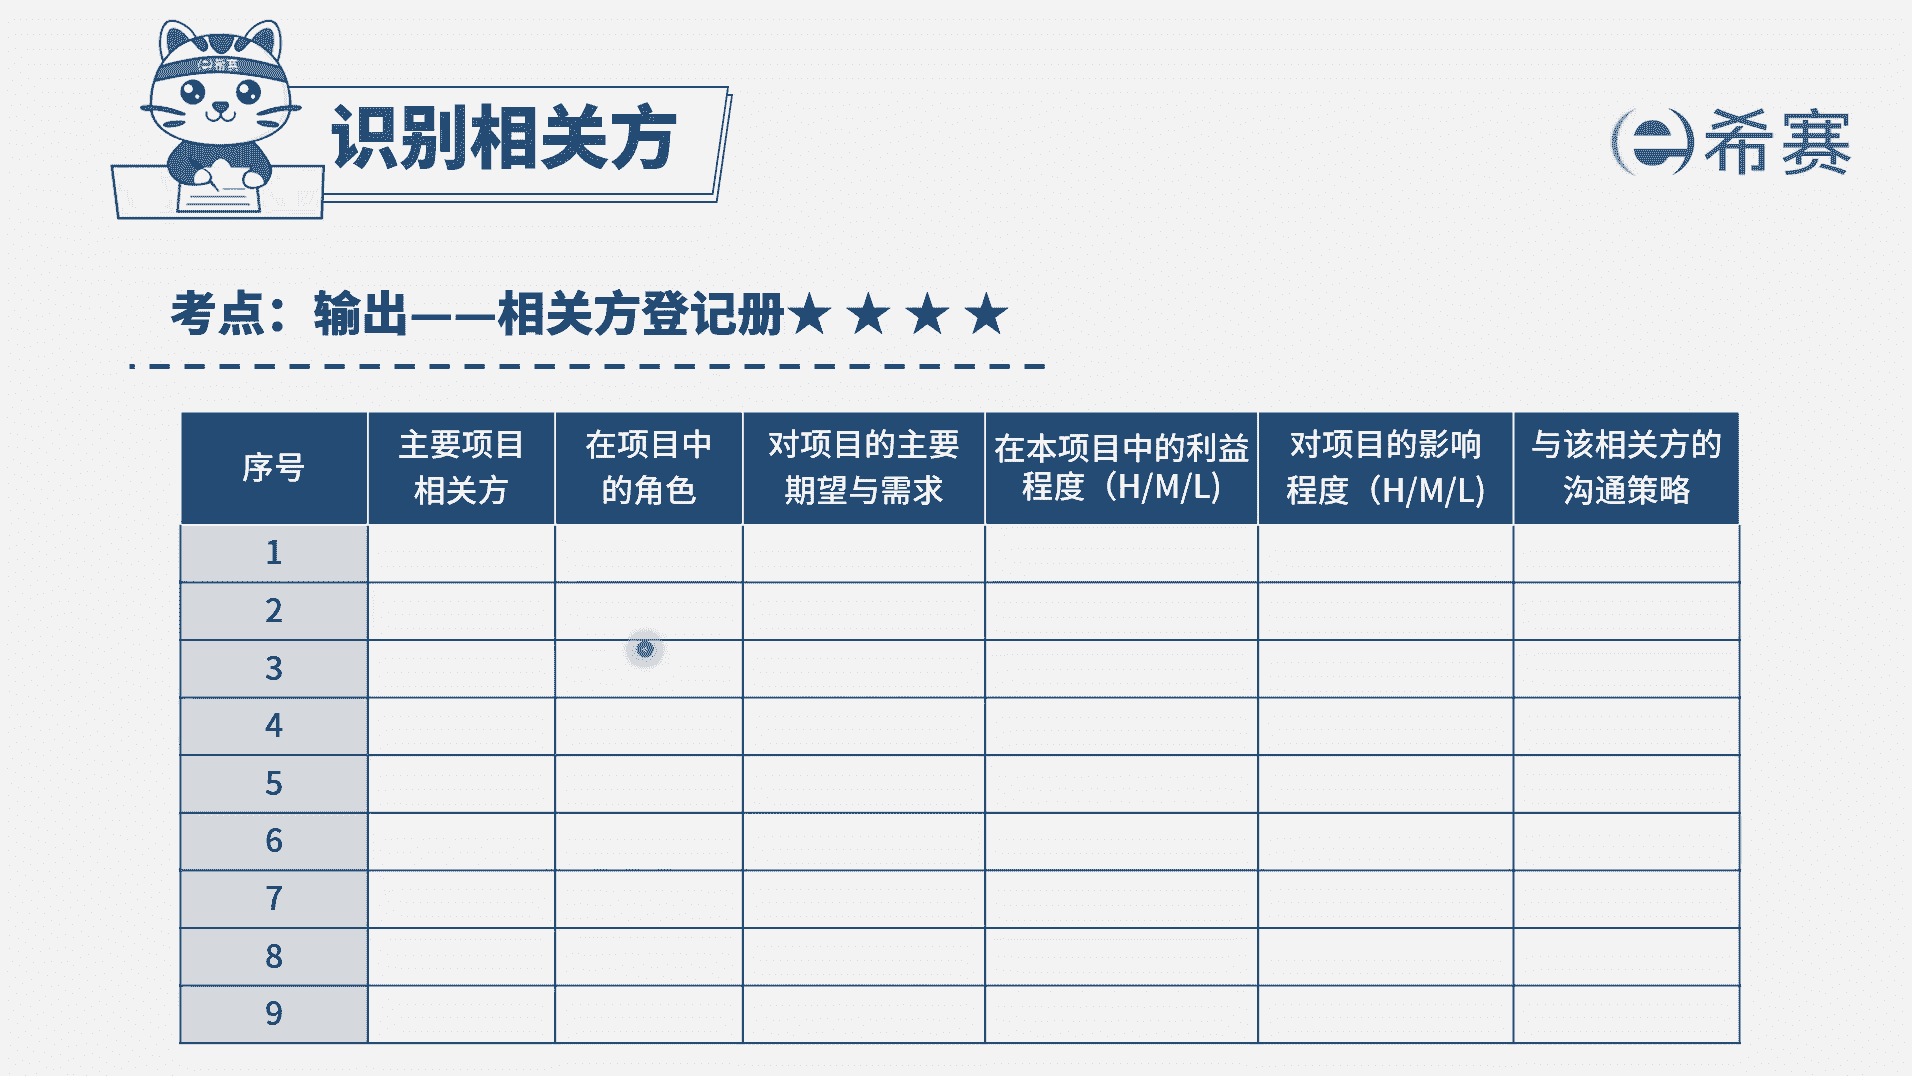 希赛
识别相关方
希赛
考点：输出——相关方登记册★ ★ ★ ★
序号
主要项目
相关方
在项目中
的角色
对项目的主要
期望与需求
在本项目中的利益
程度（H/M/L)
对项目的影响
程度（H/M/L)
与该相关方的
沟通策略
1
2
3
4
5
6
7
8
9